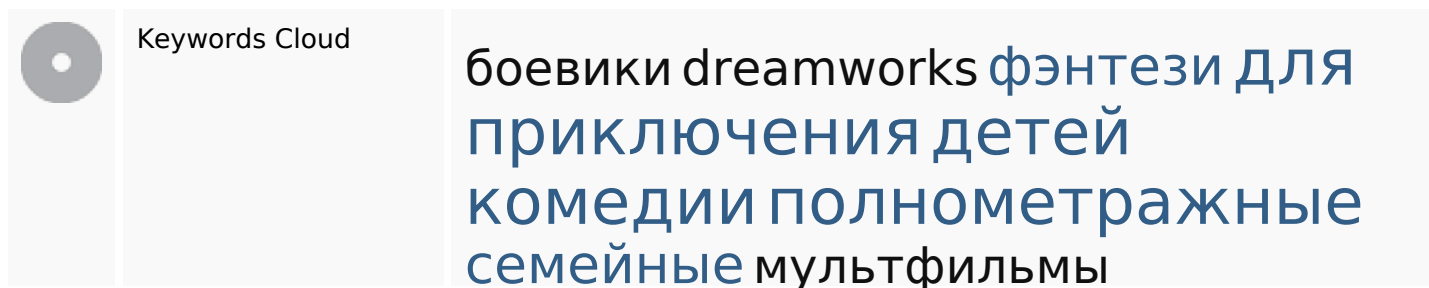 Keywords Cloud
боевики dreamworks фэнтези для
приключения детей
комедии полнометражные
семейные мультфильмы